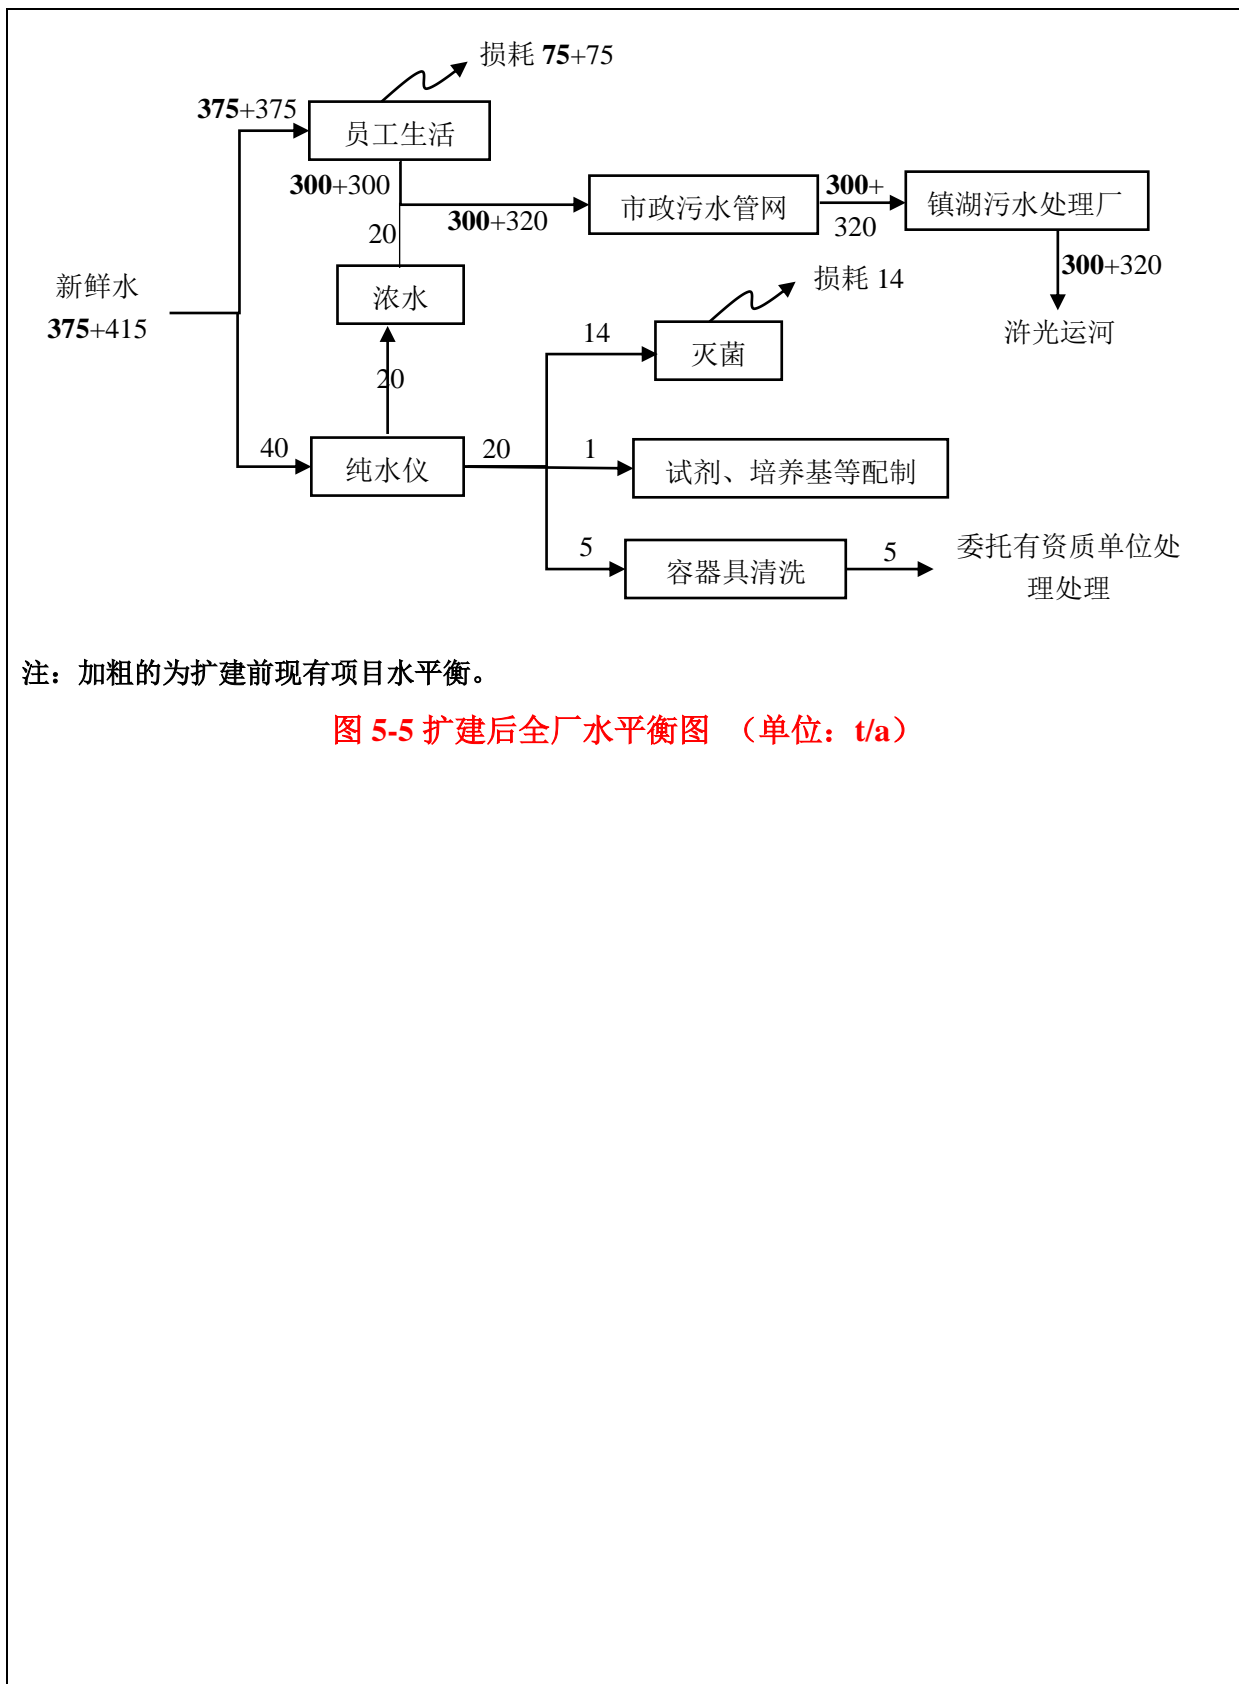 损耗 75+75
375+375
员工生活
300+300
市政污水管网
300+
320
镇湖污水处理厂
300+320
20
300+320
新鲜水
375+415
浓水
损耗 14
浒光运河
14
灭菌
20
40
纯水仪
20
1
试剂、培养基等配制
5
容器具清洗
5
委托有资质单位处
理处理
注：加粗的为扩建前现有项目水平衡。
图 5-5 扩建后全厂水平衡图 （单位：t/a）